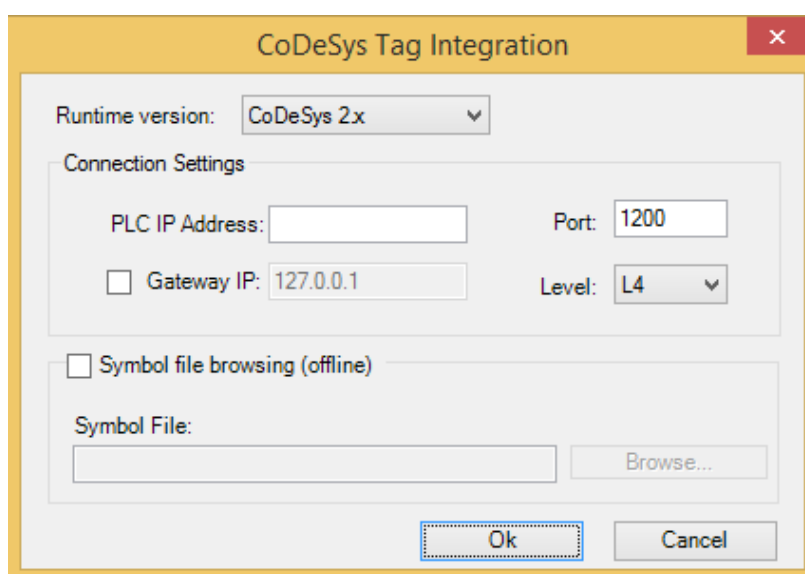 CoDeSys Tag Integration
Runtime version: CoDeSys 2.x
Connection Settings
PLC IP Address: Port: 1200
Gateway IP: 127.0.0.1 Level: L4
Symbol file browsing (offline)
Symbol File:
Browse...
Ok Cancel